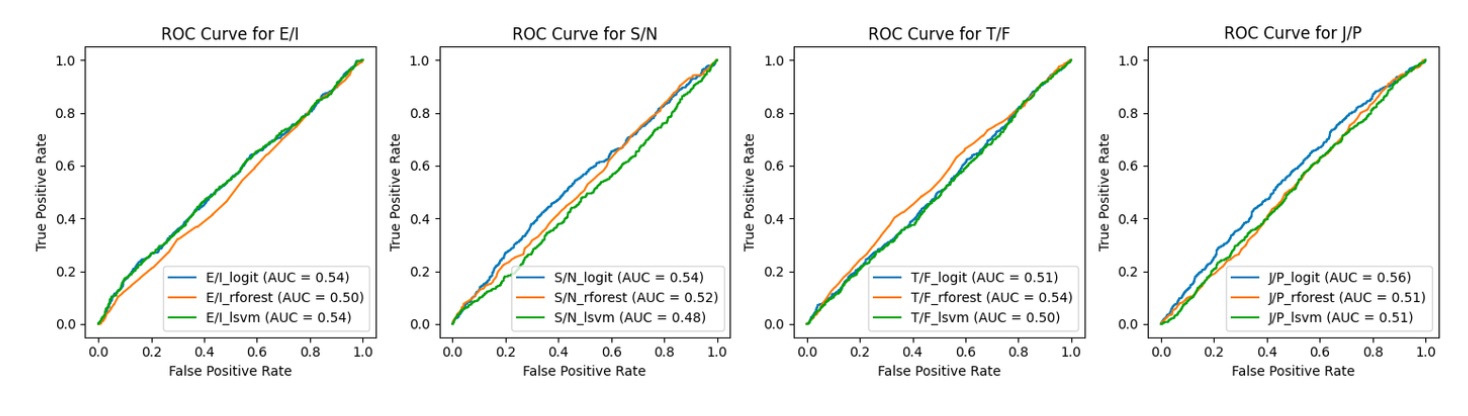 ROC Curve for E/I
True Positive Rate
1.0
0.8
0.6
0.4
0.2
0.0
E/I_logit (AUC = 0.54)
E/I_rforest (AUC = 0.50)
E/I_lsvm (AUC = 0.54)
0.0 0.2 0.4 0.6 0.8 1.0
False Positive Rate
ROC Curve for S/N
True Positive Rate
1.0
0.8
0.6
0.4
0.2
0.0
S/N_logit (AUC = 0.54)
S/N_rforest (AUC = 0.52)
S/N_lsvm (AUC = 0.48)
0.0 0.2 0.4 0.6 0.8 1.0
False Positive Rate
ROC Curve for T/F
True Positive Rate
1.0
0.8
0.6
0.4
0.2
0.0
T/F_logit (AUC = 0.51)
T/F_rforest (AUC = 0.54)
T/F_lsvm (AUC = 0.50)
0.0 0.2 0.4 0.6 0.8 1.0
False Positive Rate
ROC Curve for J/P
True Positive Rate
1.0
0.8
0.6
0.4
0.2
0.0
J/P_logit (AUC = 0.56)
J/P_rforest (AUC = 0.51)
J/P_lsvm (AUC = 0.51)
0.0 0.2 0.4 0.6 0.8 1.0
False Positive Rate